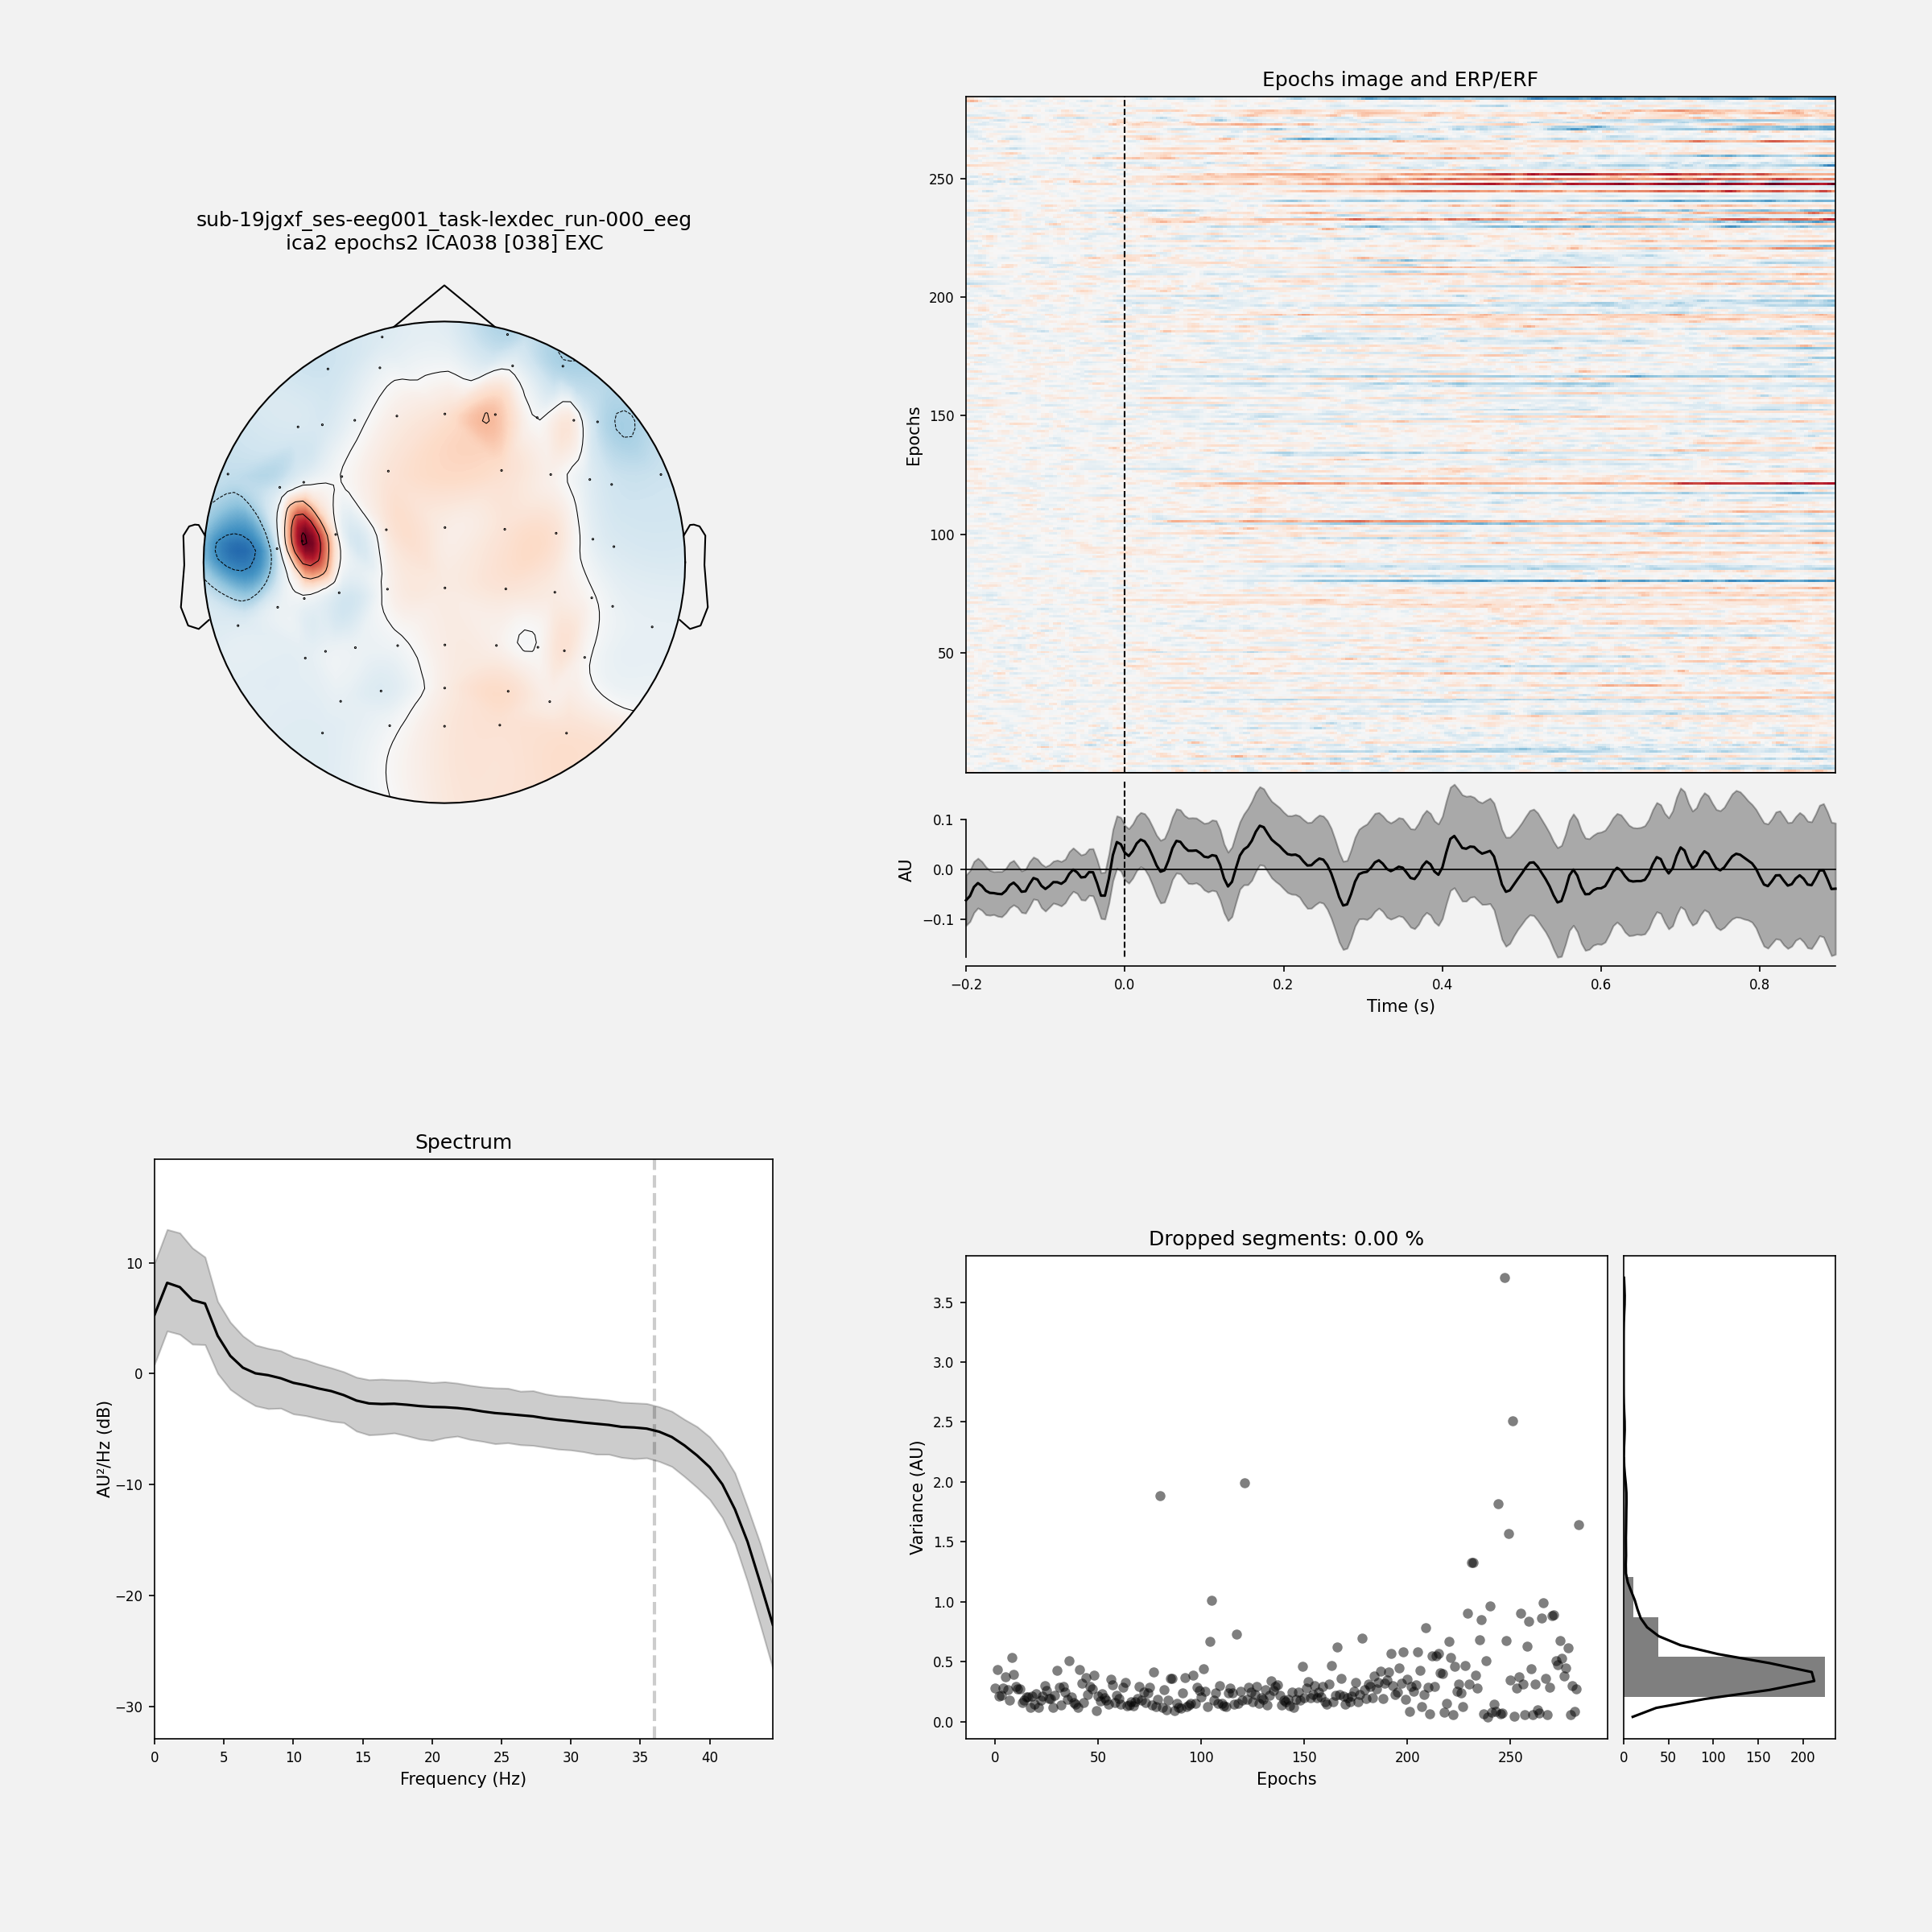 sub-19jgxf_ses-eeg001_task-lexdec_run-000_eeg
ica2 epochs2 ICA038 [038] EXC
Epochs image and ERP/ERF
Epochs
250
200
150
100
50
AU
0.1
0.0
−0.1
−0.2 0.0 0.2 0.4 0.6 0.8
Time (s)
Spectrum
AU²/Hz (dB)
10
0
−10
−20
−30
0 5 10 15 20 25 30 35 40
Frequency (Hz)
Dropped segments: 0.00 %
Variance (AU)
3.5
3.0
2.5
2.0
1.5
1.0
0.5
0.0
0 50 100 150 200 250
Epochs
0 50 100 150 200